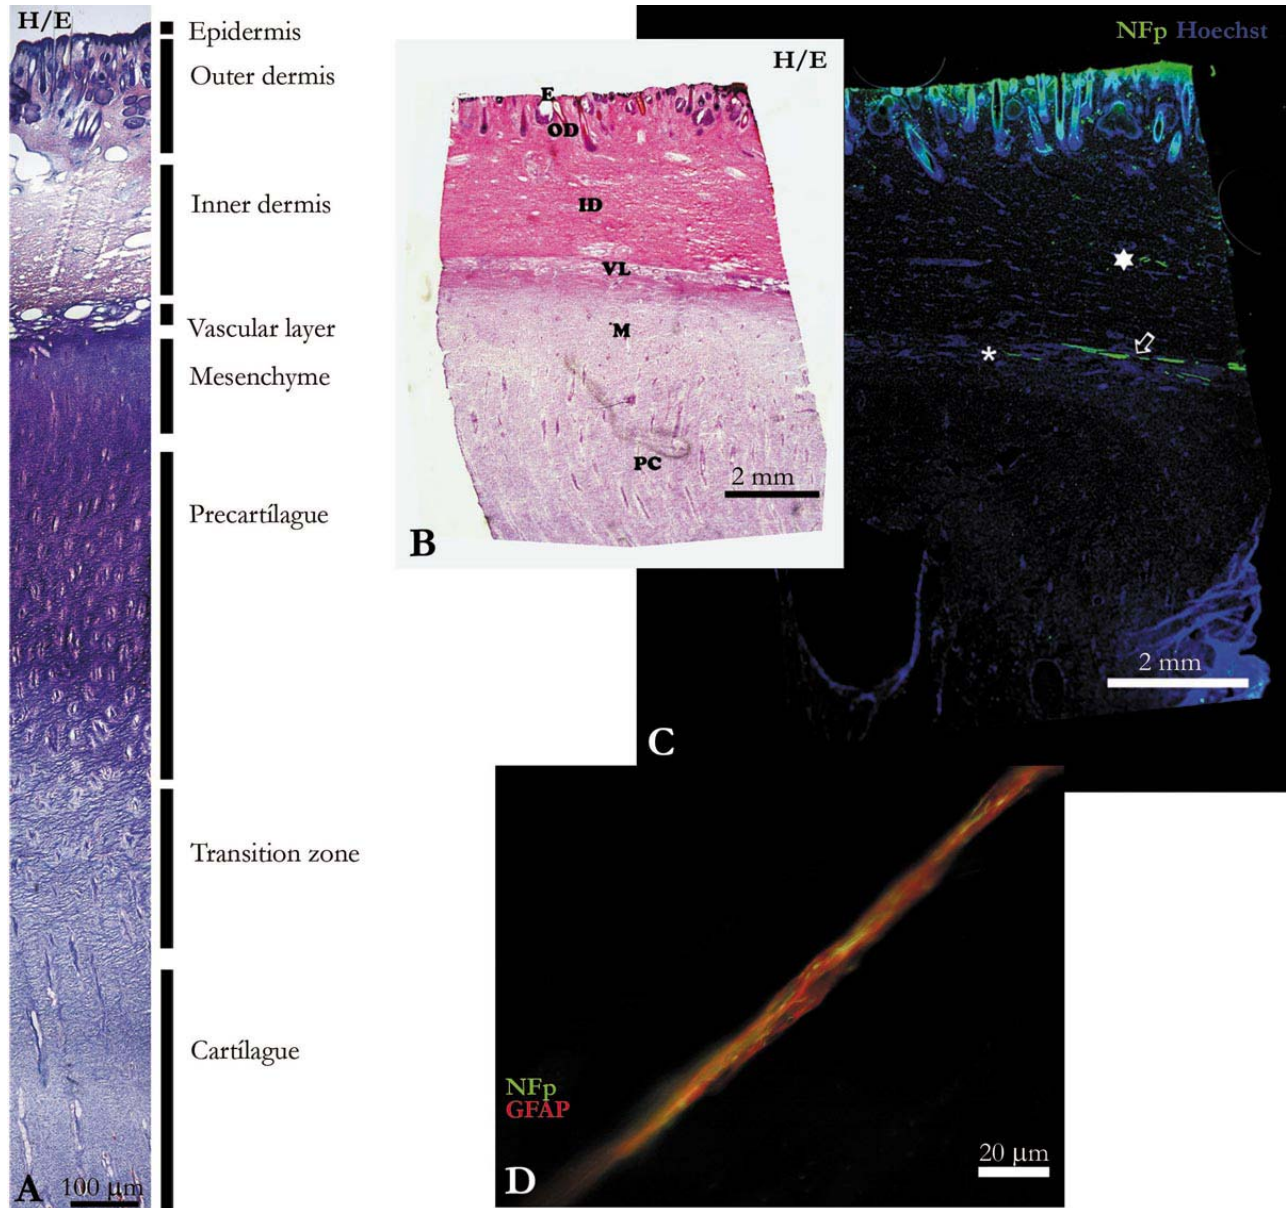 H/E
Epidermis
Outer dermis
Inner dermis
Vascular layer
Mesenchyme
Precartílague
Transition zone
Cartílague
A
100 μm
H/E
E
OD
ID
VL
M
PC
2 mm
B
NFp Hoechst
*
2 mm
C
NFp
GFAP
20 μm
D